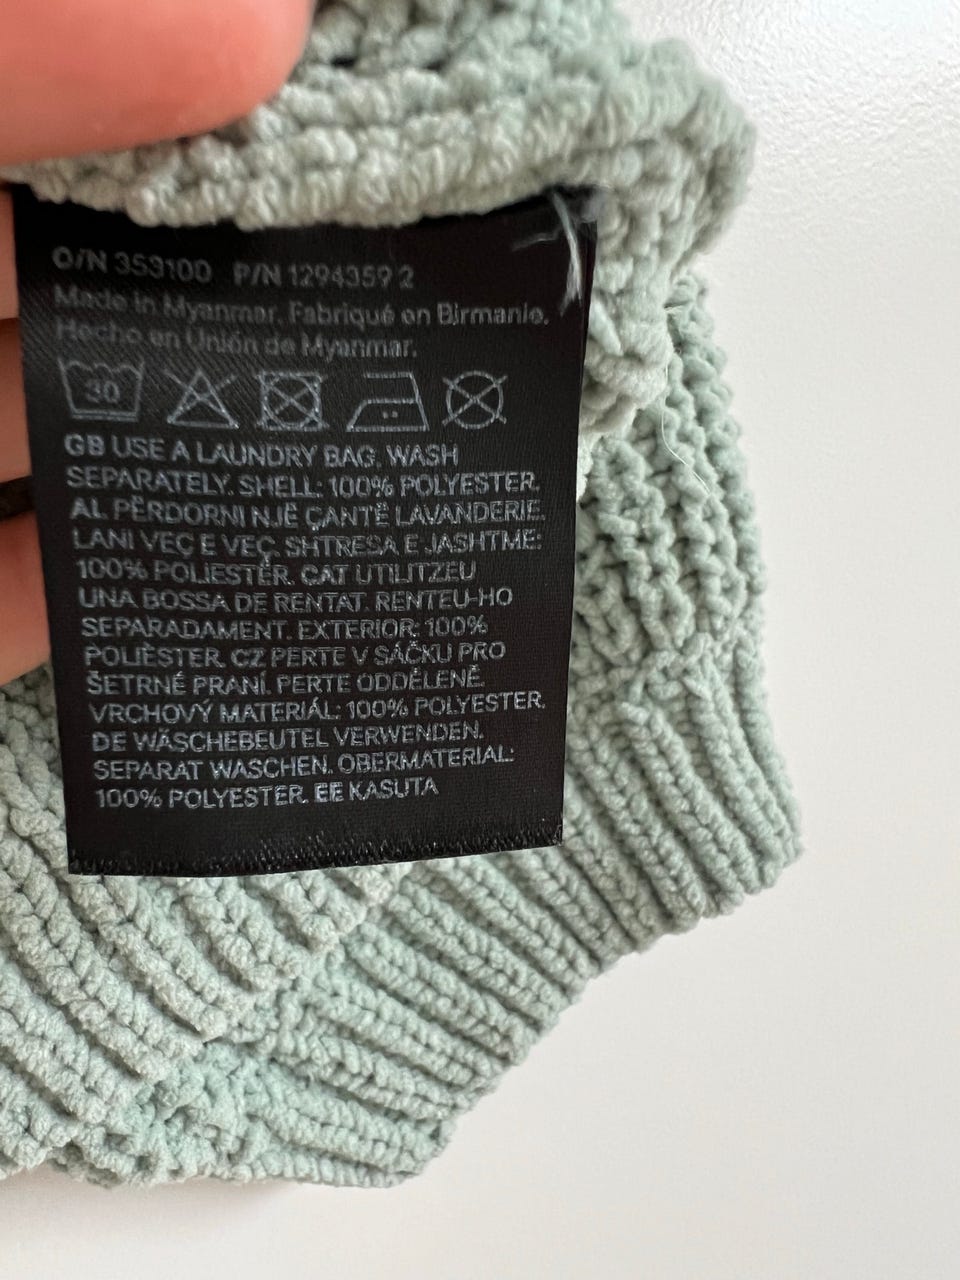 O/N 353100 P/N 1294359 2
Made in Myanmar. Fabriqué en Birmanie.
Hecho en Unión de Myanmar.
30
GB USE A LAUNDRY BAG. WASH
SEPARATELY. SHELL: 100% POLYESTER.
AL PËRDORNI NJË ÇANTË LAVANDERIE.
LANI VEÇ E VEÇ. SHTRESA E JASHTME:
100% POLIESTËR. CAT UTILITZEU
UNA BOSSA DE RENTAT. RENTEU-HO
SEPARADAMENT. EXTERIOR: 100%
POLIÈSTER. CZ PERTE V SÁČKU PRO
ŠETRNÉ PRANÍ. PERTE ODDĚLENĚ.
VRCHOVÝ MATERIÁL: 100% POLYESTER.
DE WÄSCHEBEUTEL VERWENDEN.
SEPARAT WASCHEN. OBERMATERIAL:
100% POLYESTER. EE KASUTA